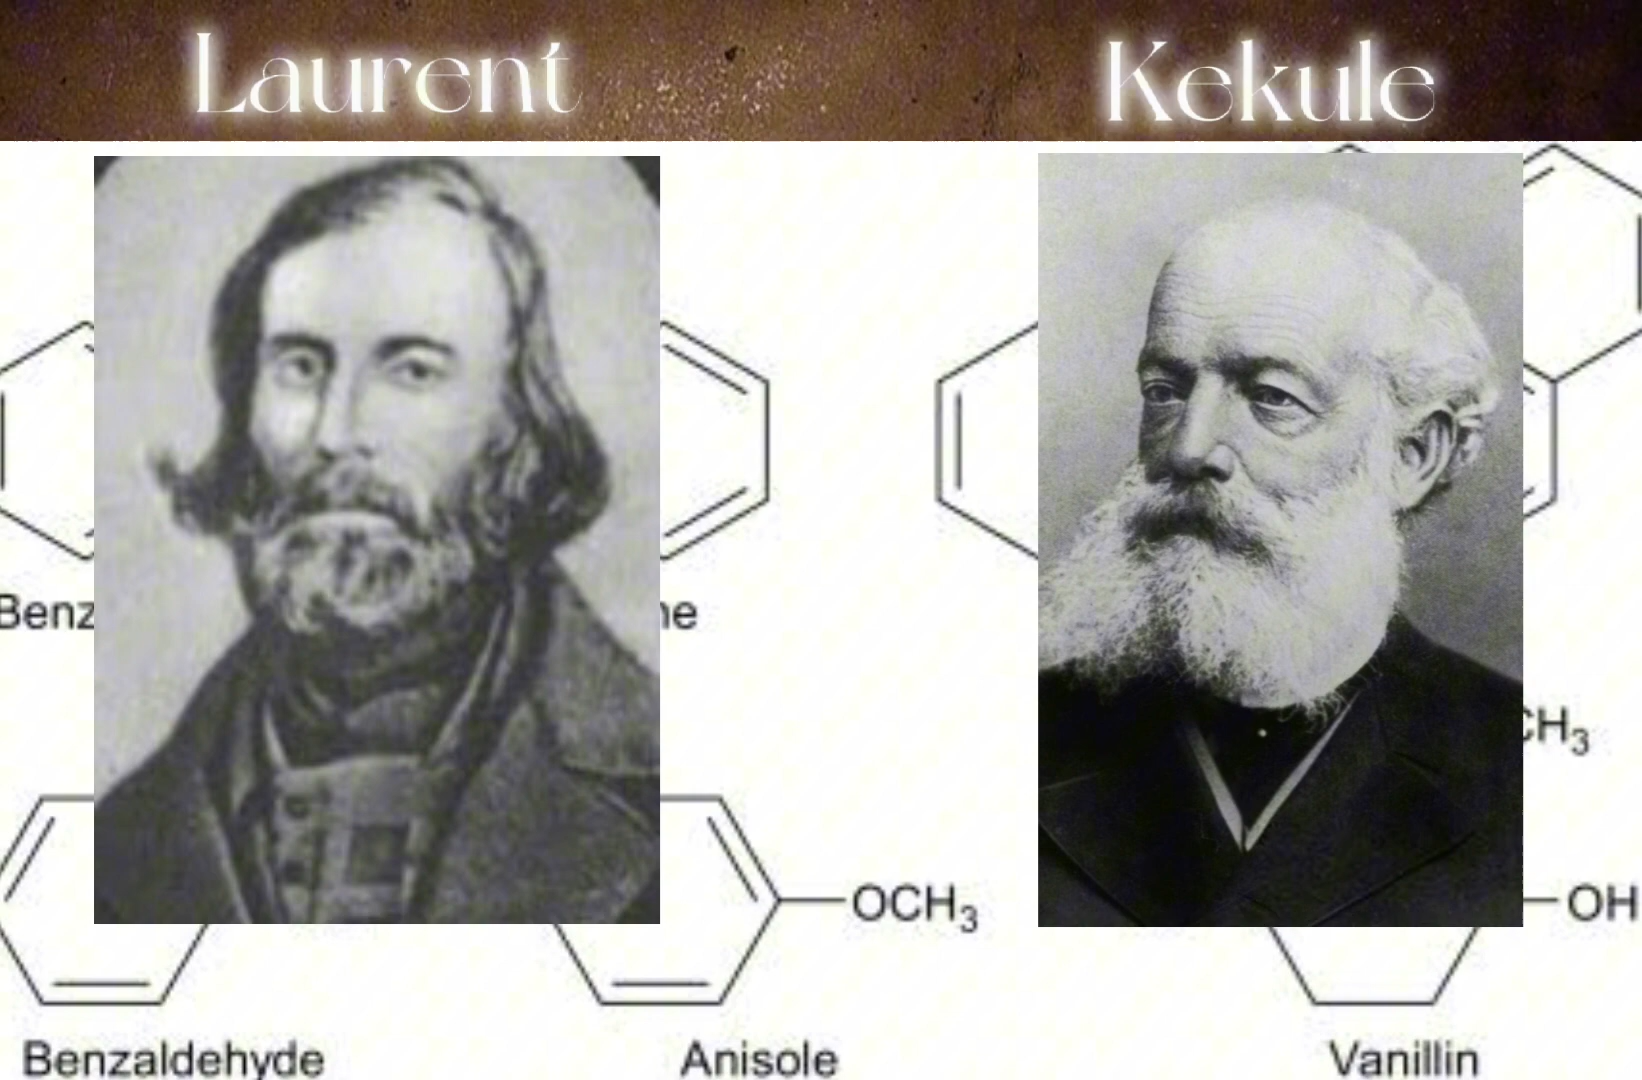 Laurent
Kekule
Benz
ne
CH3
OCH3
OH
Benzaldehyde
Anisole
Vanillin